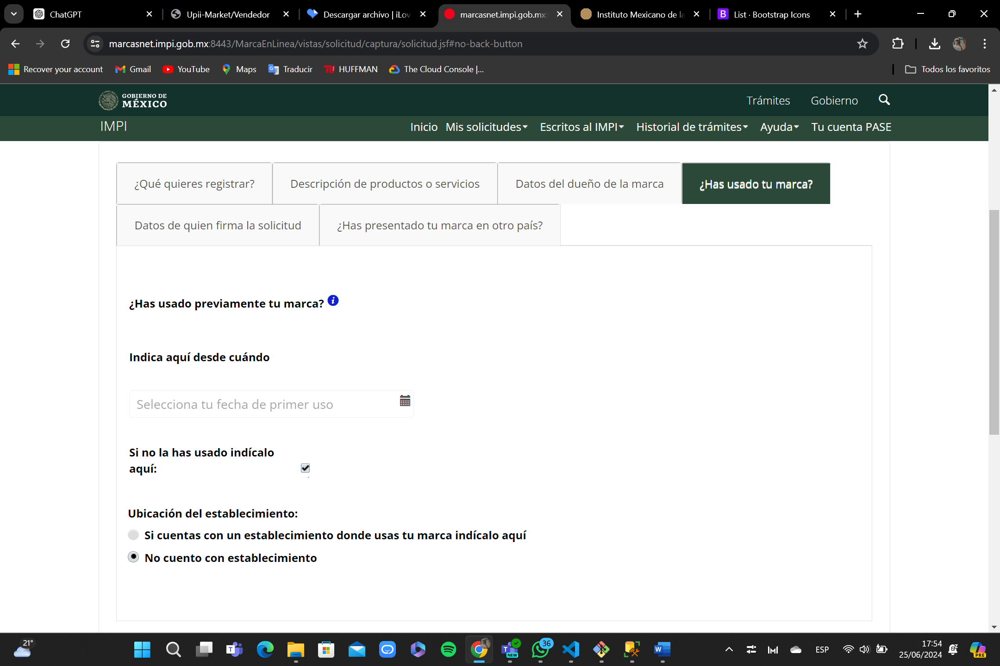 ChatGPT
Upii-Market/Vendedor
Descargar archivo | iLov
marcasnet.impi.gob.mx:
Instituto Mexicano de la
B
List · Bootstrap Icons
marcasnet.impi.gob.mx:8443/MarcaEnLinea/vistas/solicitud/captura/solicitud.jsf#no-back-button
Recover your account
Gmail
YouTube
Maps
Traducir
HUFFMAN
The Cloud Console |...
Todos los favoritos
GOBIERNO DE
MÉXICO
Trámites
Gobierno
IMPI
Inicio
Mis solicitudes
Escritos al IMPI
Historial de trámites
Ayuda
Tu cuenta PASE
¿Qué quieres registrar?
Descripción de productos o servicios
Datos del dueño de la marca
¿Has usado tu marca?
Datos de quien firma la solicitud
¿Has presentado tu marca en otro país?
¿Has usado previamente tu marca?
Indica aquí desde cuándo
Selecciona tu fecha de primer uso
Si no la has usado indícalo
aquí:
Ubicación del establecimiento:
Si cuentas con un establecimiento donde usas tu marca indícalo aquí
No cuento con establecimiento
21°
NEW
36
ESP
17:54
25/06/2024
PRE